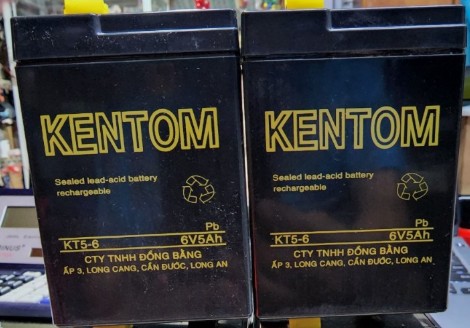 KENTOM
Sealed lead-acid battery
rechargeable
Pb
KT5-6 6V5Ah
CTY TNHH ĐỒNG BẰNG
ẤP 3, LONG CANG, CẦN ĐƯỚC, LONG AN
KENTOM
Sealed lead-acid battery
rechargeable
Pb
KT5-6 6V5Ah
CTY TNHH ĐỒNG BẰNG
ẤP 3, LONG CANG, CẦN ĐƯỚC, LONG AN